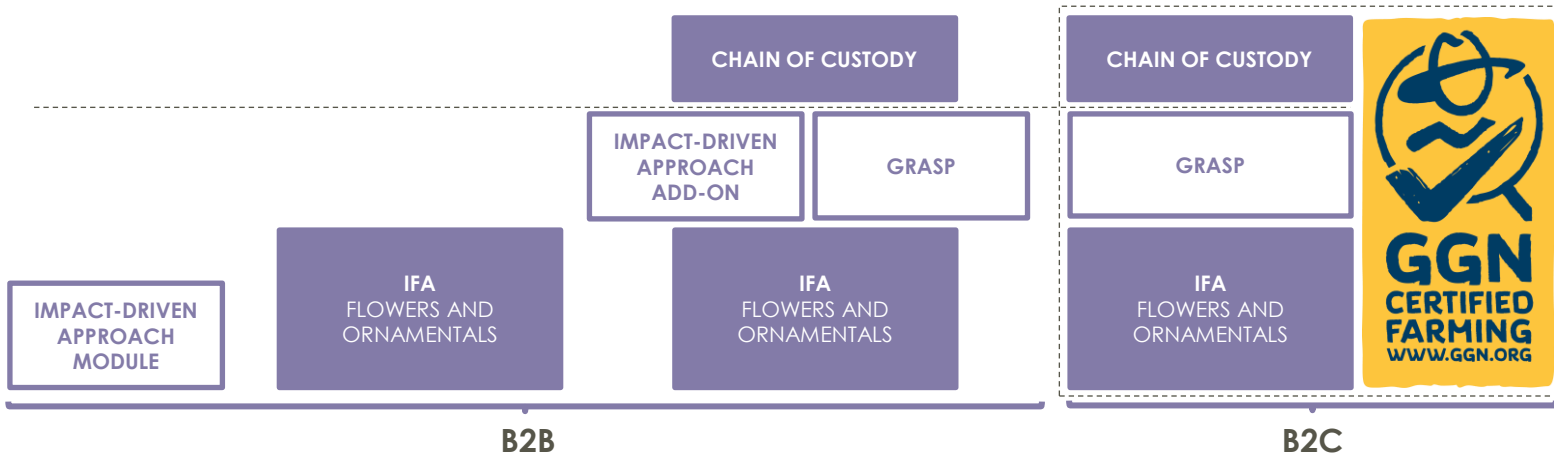 CHAIN OF CUSTODY
CHAIN OF CUSTODY
IMPACT-DRIVEN
APPROACH
ADD-ON
GRASP
GRASP
IMPACT-DRIVEN
APPROACH
MODULE
IFA
FLOWERS AND
ORNAMENTALS
IFA
FLOWERS AND
ORNAMENTALS
IFA
FLOWERS AND
ORNAMENTALS
GGN
CERTIFIED
FARMING
WWW.GGN.ORG
B2B
B2C